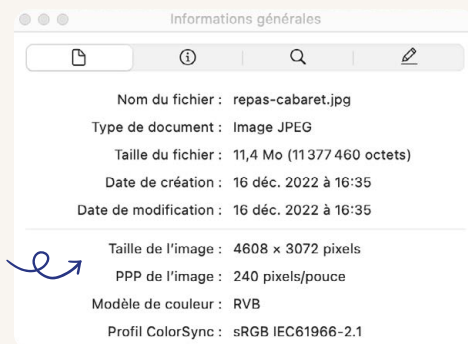 Informations générales
Nom du fichier : repas-cabaret.jpg
Type de document : Image JPEG
Taille du fichier : 11,4 Mo (11 377 460 octets)
Date de création : 16 déc. 2022 à 16:35
Date de modification : 16 déc. 2022 à 16:35
Taille de l'image : 4608 × 3072 pixels
PPP de l'image : 240 pixels/pouce
Modèle de couleur : RVB
Profil ColorSync : sRGB IEC61966-2.1